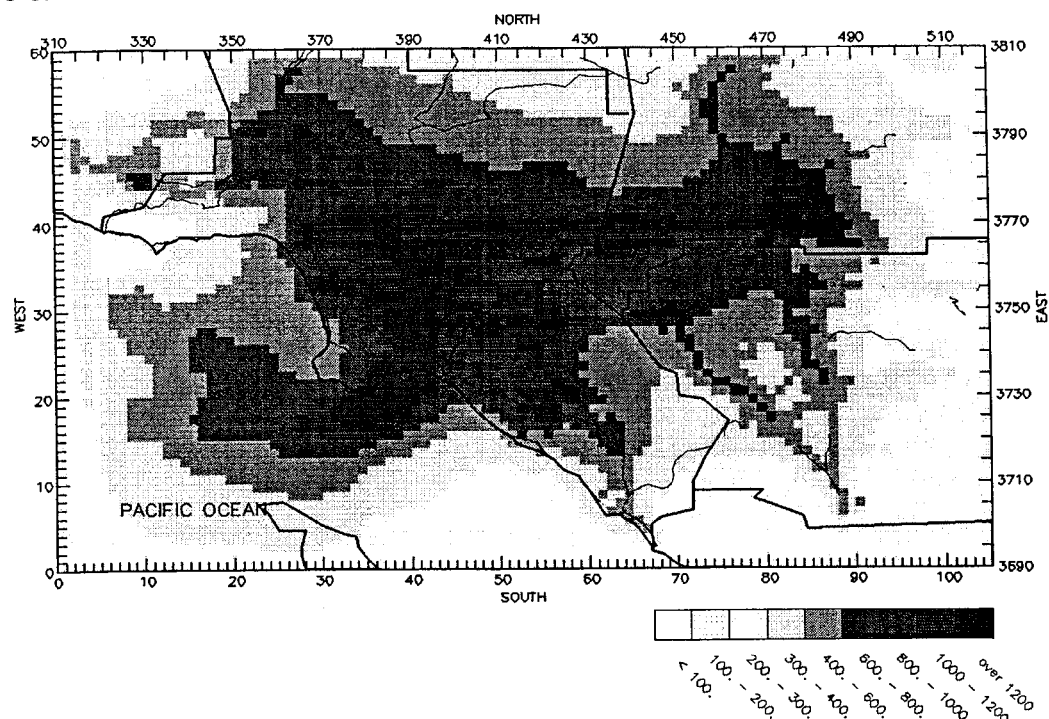 NORTH
310 330 350 370 390 410 430 450 470 490 510
60 3810
50 3790
40 3770
WEST EAST
30 3750
20 3730
10 3710
PACIFIC OCEAN
0 3690
0 10 20 30 40 50 60 70 80 90 100
SOUTH
< 100.
100. - 200.
200. - 300.
300. - 400.
400. - 600.
600. - 800.
800. - 1000
1000 - 1200
over 1200